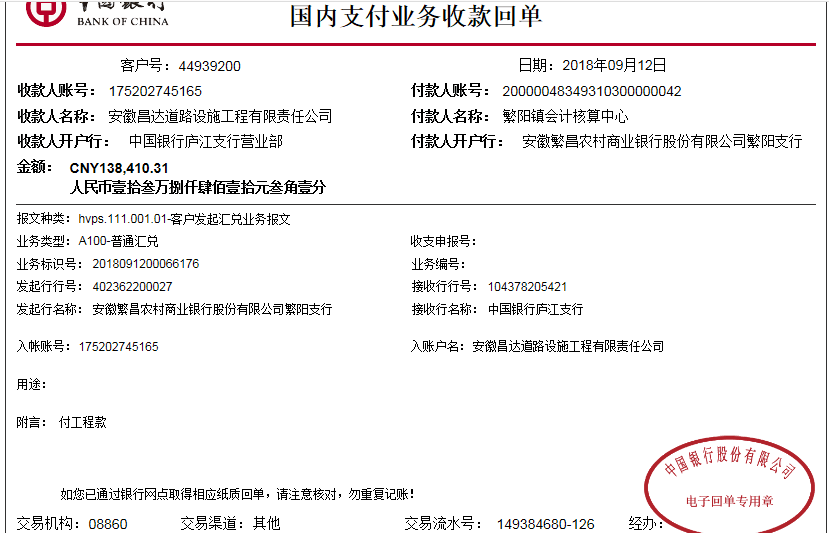 中国银行
BANK OF CHINA
国内支付业务收款回单
客户号：44939200 日期：2018年09月12日
收款人账号：175202745165 付款人账号：20000048349310300000042
收款人名称：安徽昌达道路设施工程有限责任公司 付款人名称：繁阳镇会计核算中心
收款人开户行：中国银行庐江支行营业部 付款人开户行：安徽繁昌农村商业银行股份有限公司繁阳支行
金额：CNY138,410.31
人民币壹拾叁万捌仟肆佰壹拾元叁角壹分
报文种类：hvps.111.001.01-客户发起汇兑业务报文
业务类型：A100-普通汇兑 收支申报号：
业务标识号：2018091200066176 业务编号：
发起行行号：402362200027 接收行行号：104378205421
发起行名称：安徽繁昌农村商业银行股份有限公司繁阳支行 接收行名称：中国银行庐江支行
入帐账号：175202745165 入账户名：安徽昌达道路设施工程有限责任公司
用途：
附言：付工程款
中国银行股份有限公司
电子回单专用章
如您已通过银行网点取得相应纸质回单，请注意核对，勿重复记账！
交易机构：08860 交易渠道：其他 交易流水号：149384680-126 经办：